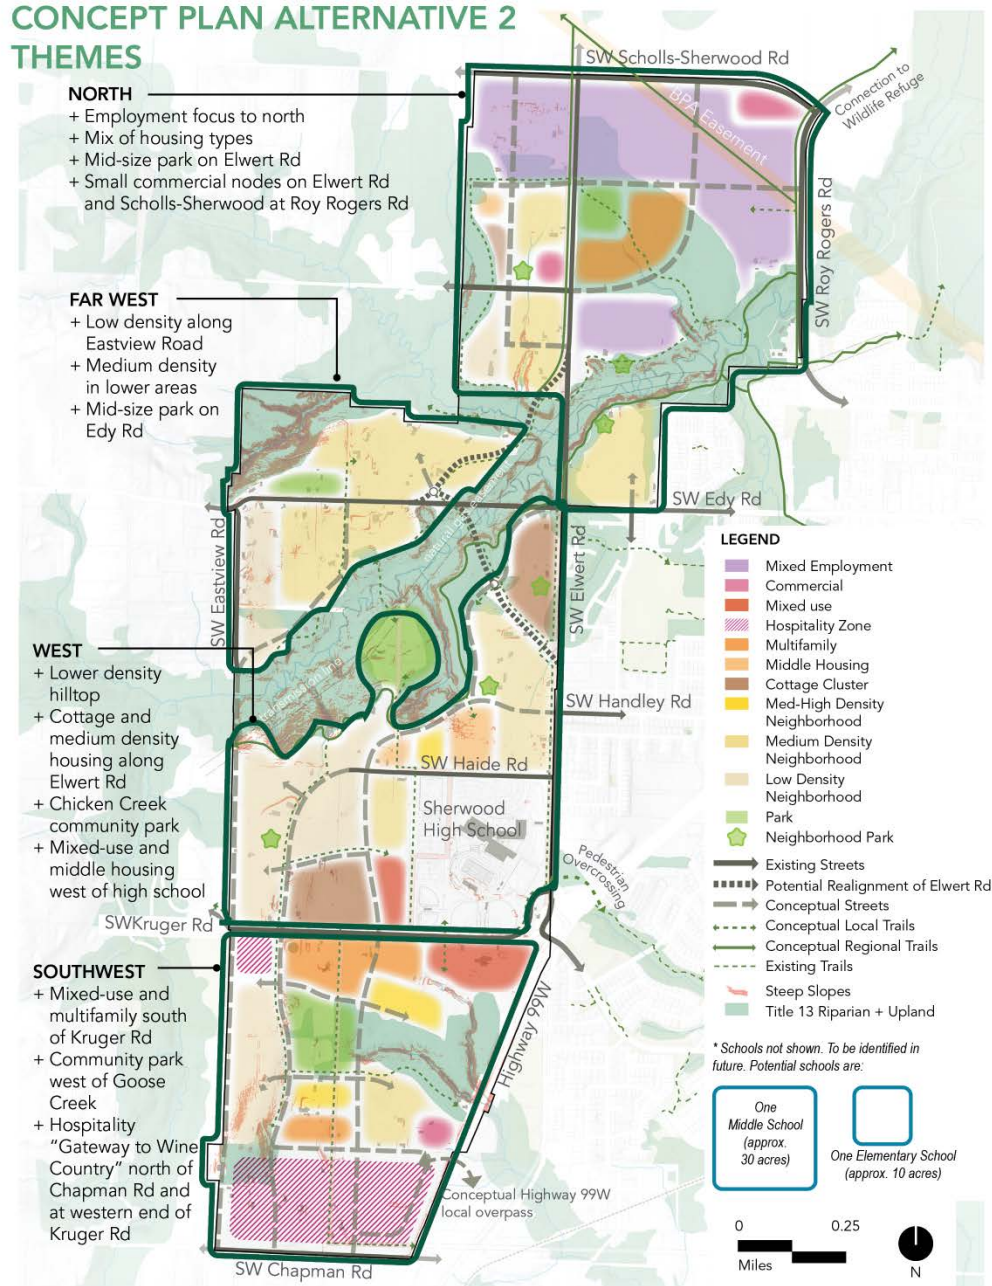 CONCEPT PLAN ALTERNATIVE 2
THEMES
NORTH
+ Employment focus to north
+ Mix of housing types
+ Mid-size park on Elwert Rd
+ Small commercial nodes on Elwert Rd
and Scholls-Sherwood at Roy Rogers Rd
FAR WEST
+ Low density along
Eastview Road
+ Medium density
in lower areas
+ Mid-size park on
Edy Rd
WEST
+ Lower density
hilltop
+ Cottage and
medium density
housing along
Elwert Rd
+ Chicken Creek
community park
+ Mixed-use and
middle housing
west of high school
SOUTHWEST
+ Mixed-use and
multifamily south
of Kruger Rd
+ Community park
west of Goose
Creek
+ Hospitality
"Gateway to Wine
Country" north of
Chapman Rd and
at western end of
Kruger Rd
SW Scholls-Sherwood Rd
BPA Easement
Connection to
Wildlife Refuge
SW Roy Rogers Rd
SW Edy Rd
SW Eastview Rd
SW Elwert Rd
SW Handley Rd
SW Haide Rd
Sherwood
High School
Pedestrian
Overcrossing
SWKruger Rd
Highway 99W
Conceptual Highway 99W
local overpass
SW Chapman Rd
LEGEND
Mixed Employment
Commercial
Mixed use
Hospitality Zone
Multifamily
Middle Housing
Cottage Cluster
Med-High Density
Neighborhood
Medium Density
Neighborhood
Low Density
Neighborhood
Park
Neighborhood Park
Existing Streets
Potential Realignment of Elwert Rd
Conceptual Streets
Conceptual Local Trails
Conceptual Regional Trails
Existing Trails
Steep Slopes
Title 13 Riparian + Upland
* Schools not shown. To be identified in
future. Potential schools are:
One
Middle School
(approx.
30 acres)
One Elementary School
(approx. 10 acres)
0 0.25
Miles
N